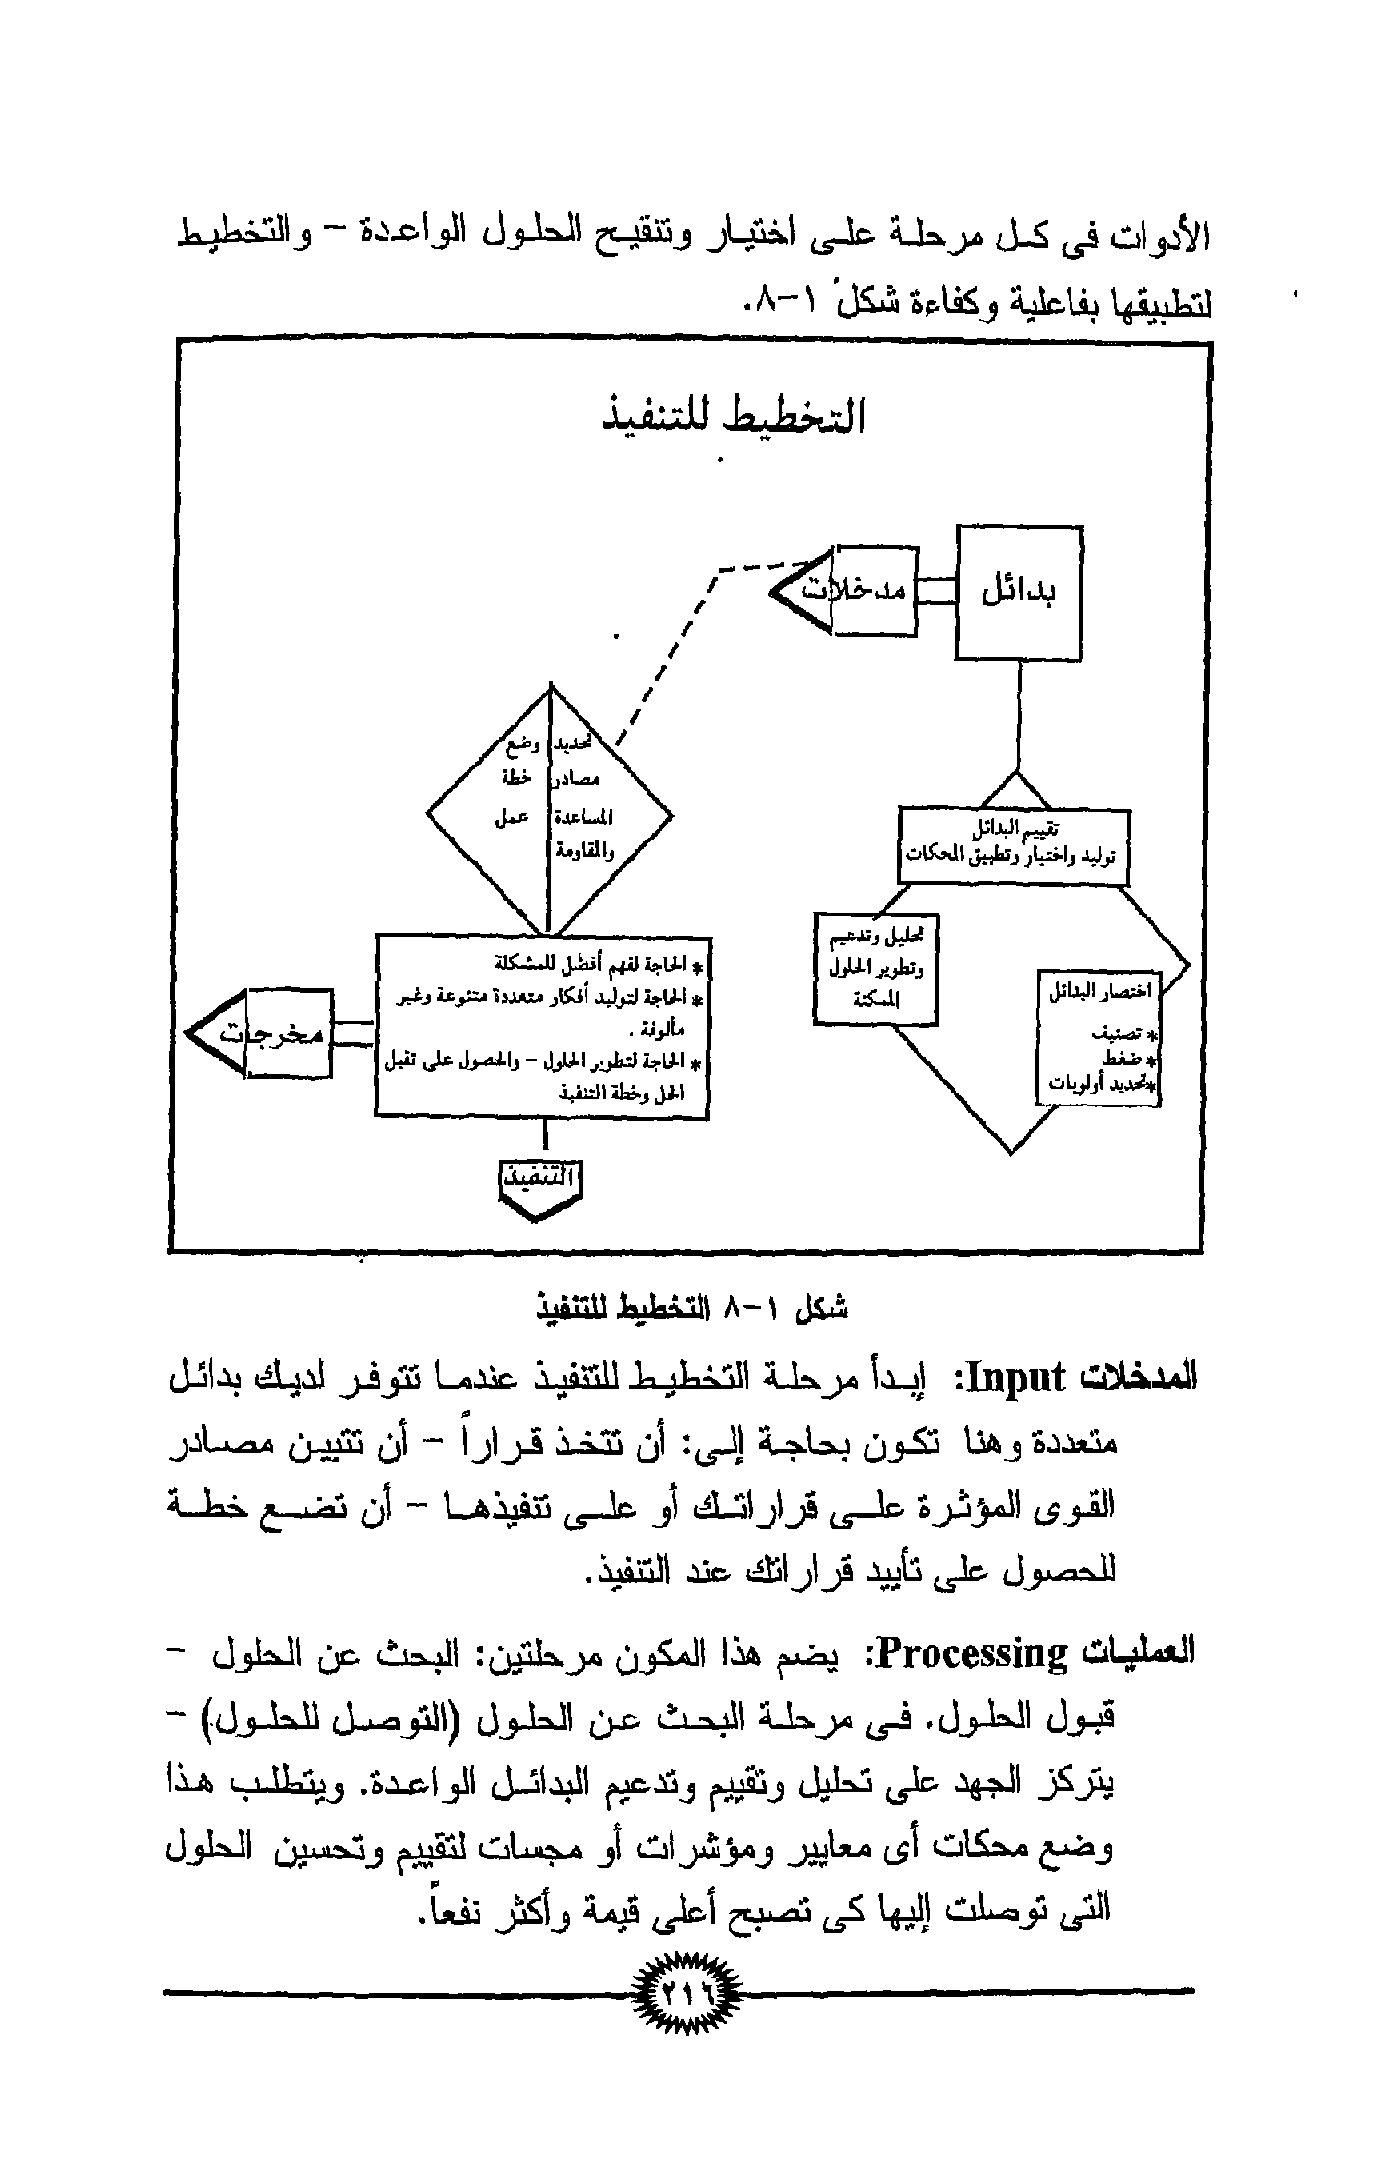 الأدوات فى كل مرحلة على اختيار وتنقيح الحلول الواعدة – والتخطيط
لتطبيقها بفاعلية وكفاءة شكل ١-٨.
التخطيط للتنفيذ
بدائل
مدخلات
تحديد
مصادر
المساعدة
والمقاومة
وضع
خطة
عمل
تقييم البدائل
توليد واختيار وتطبيق المحكات
تحليل وتدعيم
وتطوير الحلول
الممكنة
اختصار البدائل
* تصنيف
* ضغط
* تحديد أولويات
* الحاجة لفهم أفضل للمشكلة
* الحاجة لتوليد أفكار متعددة متنوعة وغير
مألوفة .
* الحاجة لتطوير الحلول – والحصول على تقبل
الحل وخطة التنفيذ
مخرجات
التنفيذ
شكل ١-٨ التخطيط للتنفيذ
المدخلات Input: إبدأ مرحلة التخطيط للتنفيذ عندما تتوفر لديك بدائل
متعددة وهنا تكون بحاجة إلى: أن تتخذ قراراً – أن تتبين مصادر
القوى المؤثرة على قراراتك أو على تنفيذها – أن تضع خطة
للحصول على تأييد قراراتك عند التنفيذ.
العمليات Processing: يضم هذا المكون مرحلتين: البحث عن الحلول –
قبول الحلول. فى مرحلة البحث عن الحلول (التوصل للحلول) –
يتركز الجهد على تحليل وتقييم وتدعيم البدائل الواعدة. ويتطلب هذا
وضع محكات أى معايير ومؤشرات أو مجسات لتقييم وتحسين الحلول
التى توصلت إليها كى تصبح أعلى قيمة وأكثر نفعاً.
٢١٦